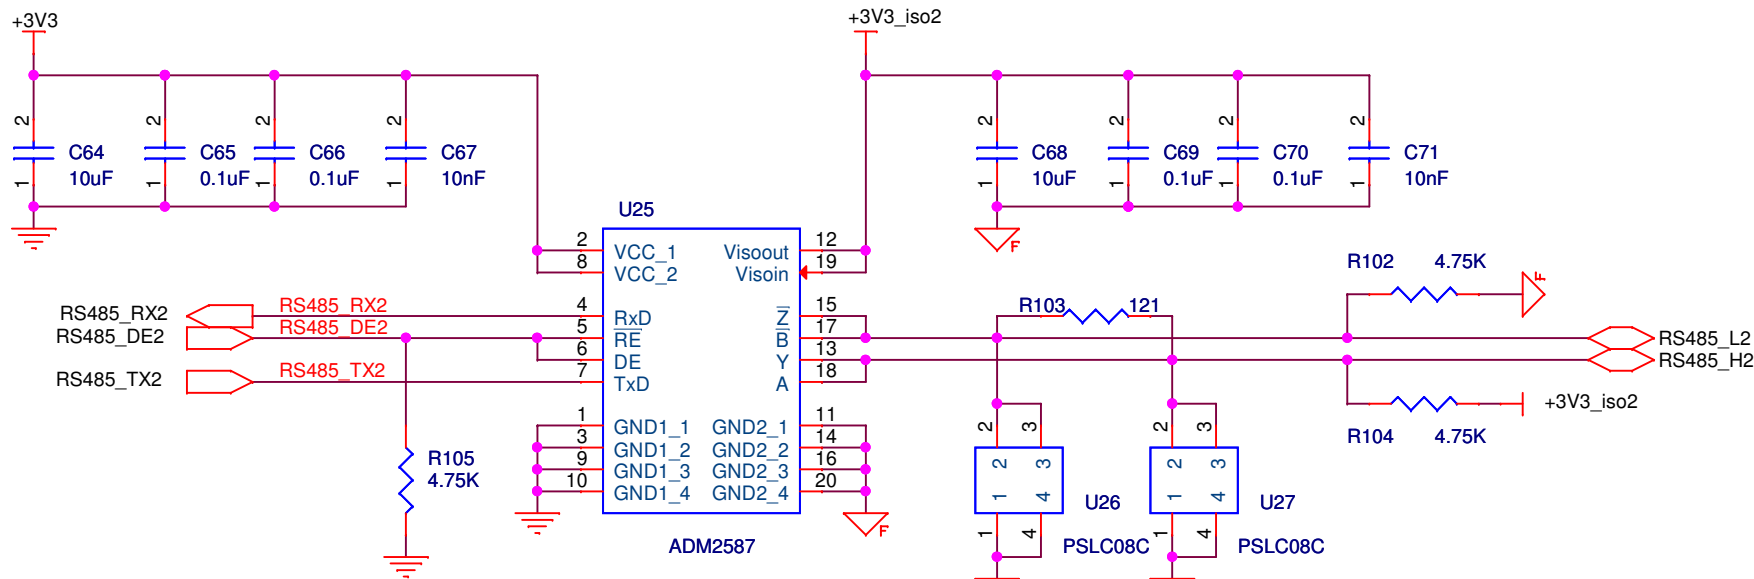 +3V3
+3V3_iso2
2 2 2 2 2 2 2 2
C64 C65 C66 C67 C68 C69 C70 C71
10uF 0.1uF 0.1uF 10nF 10uF 0.1uF 0.1uF 10nF
1 1 1 1 1 1 1 1
U25
F
2 VCC_1 Visoout 12
8 VCC_2 Visoin 19
R102 4.75K
F
RS485_RX2 RS485_RX2 4 RxD Z 15
R103 121
RS485_DE2 RS485_DE2 5 RE B 17 RS485_L2
6 DE Y 13 RS485_H2
RS485_TX2 RS485_TX2 7 TxD A 18
+3V3_iso2
R104 4.75K
1 GND1_1 GND2_1 11
3 GND1_2 GND2_2 14
9 GND1_3 GND2_3 16
10 GND1_4 GND2_4 20
R105
4.75K
F
2 3 2 3
2 3 2 3
1 4 1 4
U26 U27
1 4 1 4
ADM2587
PSLC08C PSLC08C